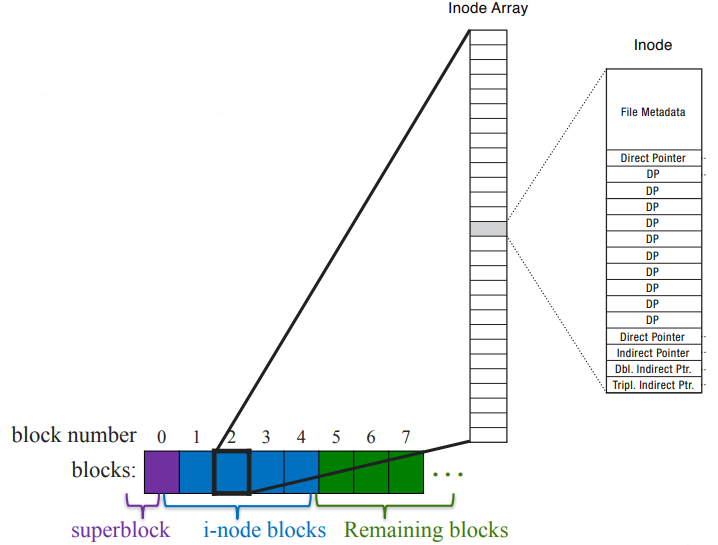 Inode Array
Inode
File Metadata
Direct Pointer
DP
DP
DP
DP
DP
DP
DP
DP
DP
DP
Direct Pointer
Indirect Pointer
Dbl. Indirect Ptr.
Tripl. Indirect Ptr.
block number 0 1 2 3 4 5 6 7
blocks: ...
superblock i-node blocks Remaining blocks